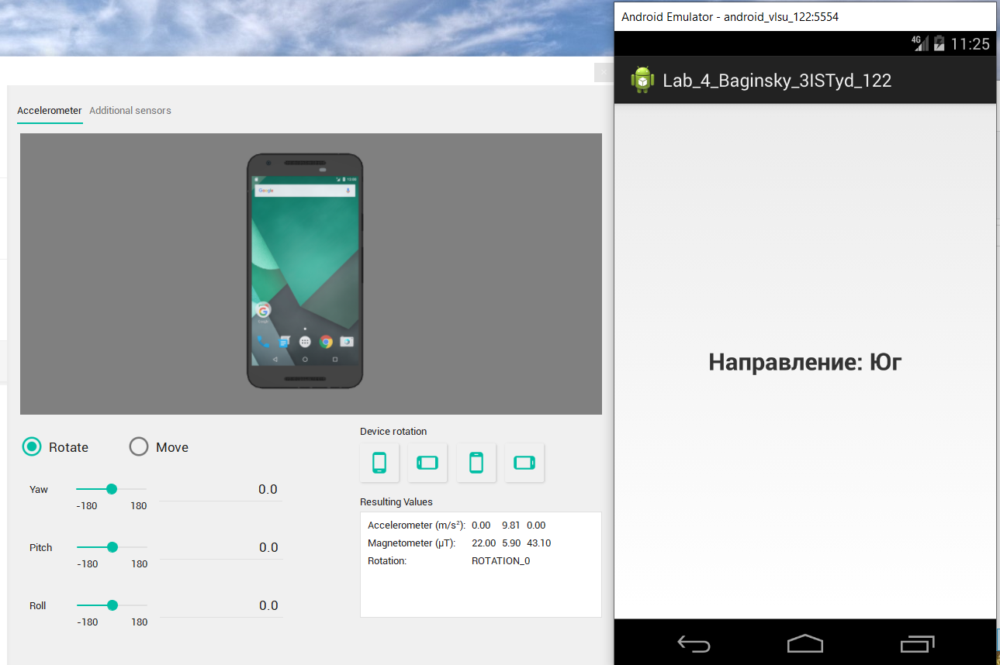 Android Emulator - android_vlsu_122:5554
4G 11:25
Lab_4_Baginsky_3ISTyd_122
Направление: Юг
Accelerometer Additional sensors
Google
Rotate Move
Yaw 0.0
-180 180
Pitch 0.0
-180 180
Roll 0.0
-180 180
Device rotation
Resulting Values
Accelerometer (m/s²): 0.00 9.81 0.00
Magnetometer (μT): 22.00 5.90 43.10
Rotation: ROTATION_0